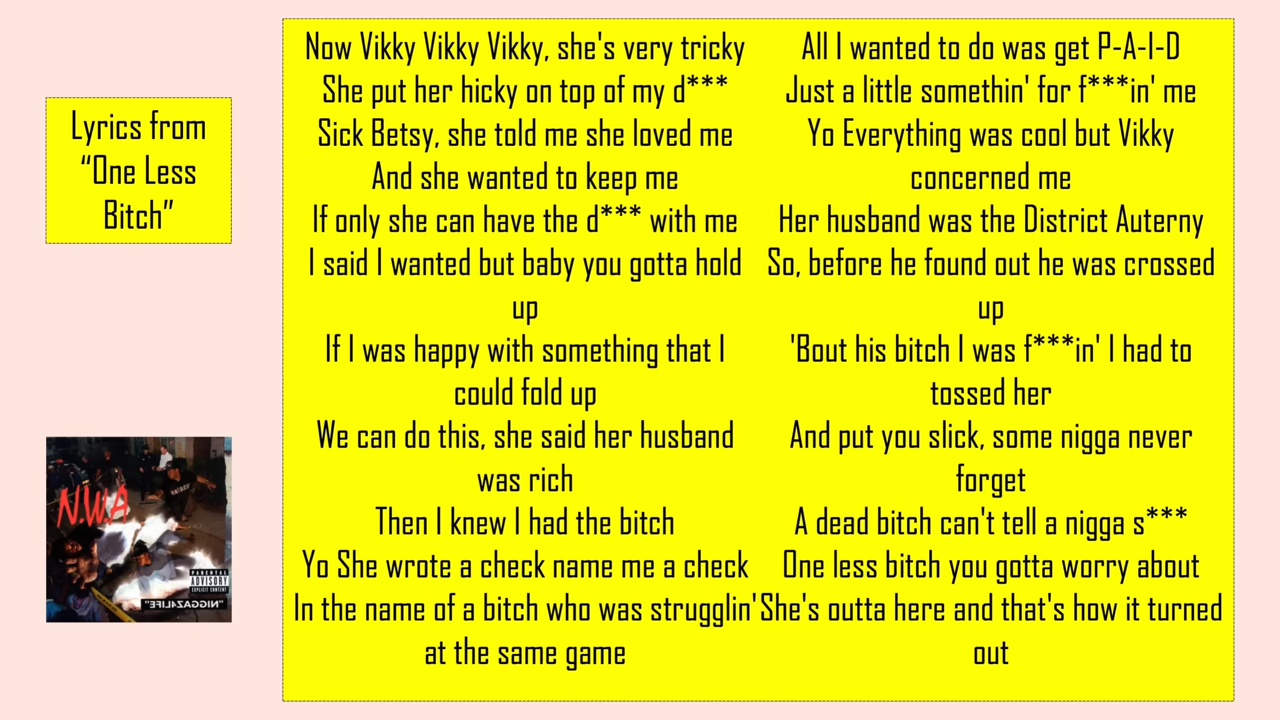 Lyrics from
“One Less
Bitch”
Now Vikky Vikky Vikky, she's very tricky
She put her hicky on top of my d***
Sick Betsy, she told me she loved me
And she wanted to keep me
If only she can have the d*** with me
I said I wanted but baby you gotta hold
up
If I was happy with something that I
could fold up
We can do this, she said her husband
was rich
Then I knew I had the bitch
Yo She wrote a check name me a check
In the name of a bitch who was strugglin'
at the same game
All I wanted to do was get P-A-I-D
Just a little somethin' for f***in' me
Yo Everything was cool but Vikky
concerned me
Her husband was the District Auterny
So, before he found out he was crossed
up
'Bout his bitch I was f***in' I had to
tossed her
And put you slick, some nigga never
forget
A dead bitch can't tell a nigga s***
One less bitch you gotta worry about
She's outta here and that's how it turned
out
N.W.A
PARENTAL
ADVISORY
EXPLICIT CONTENT
"NIGGAZ4LIFE"